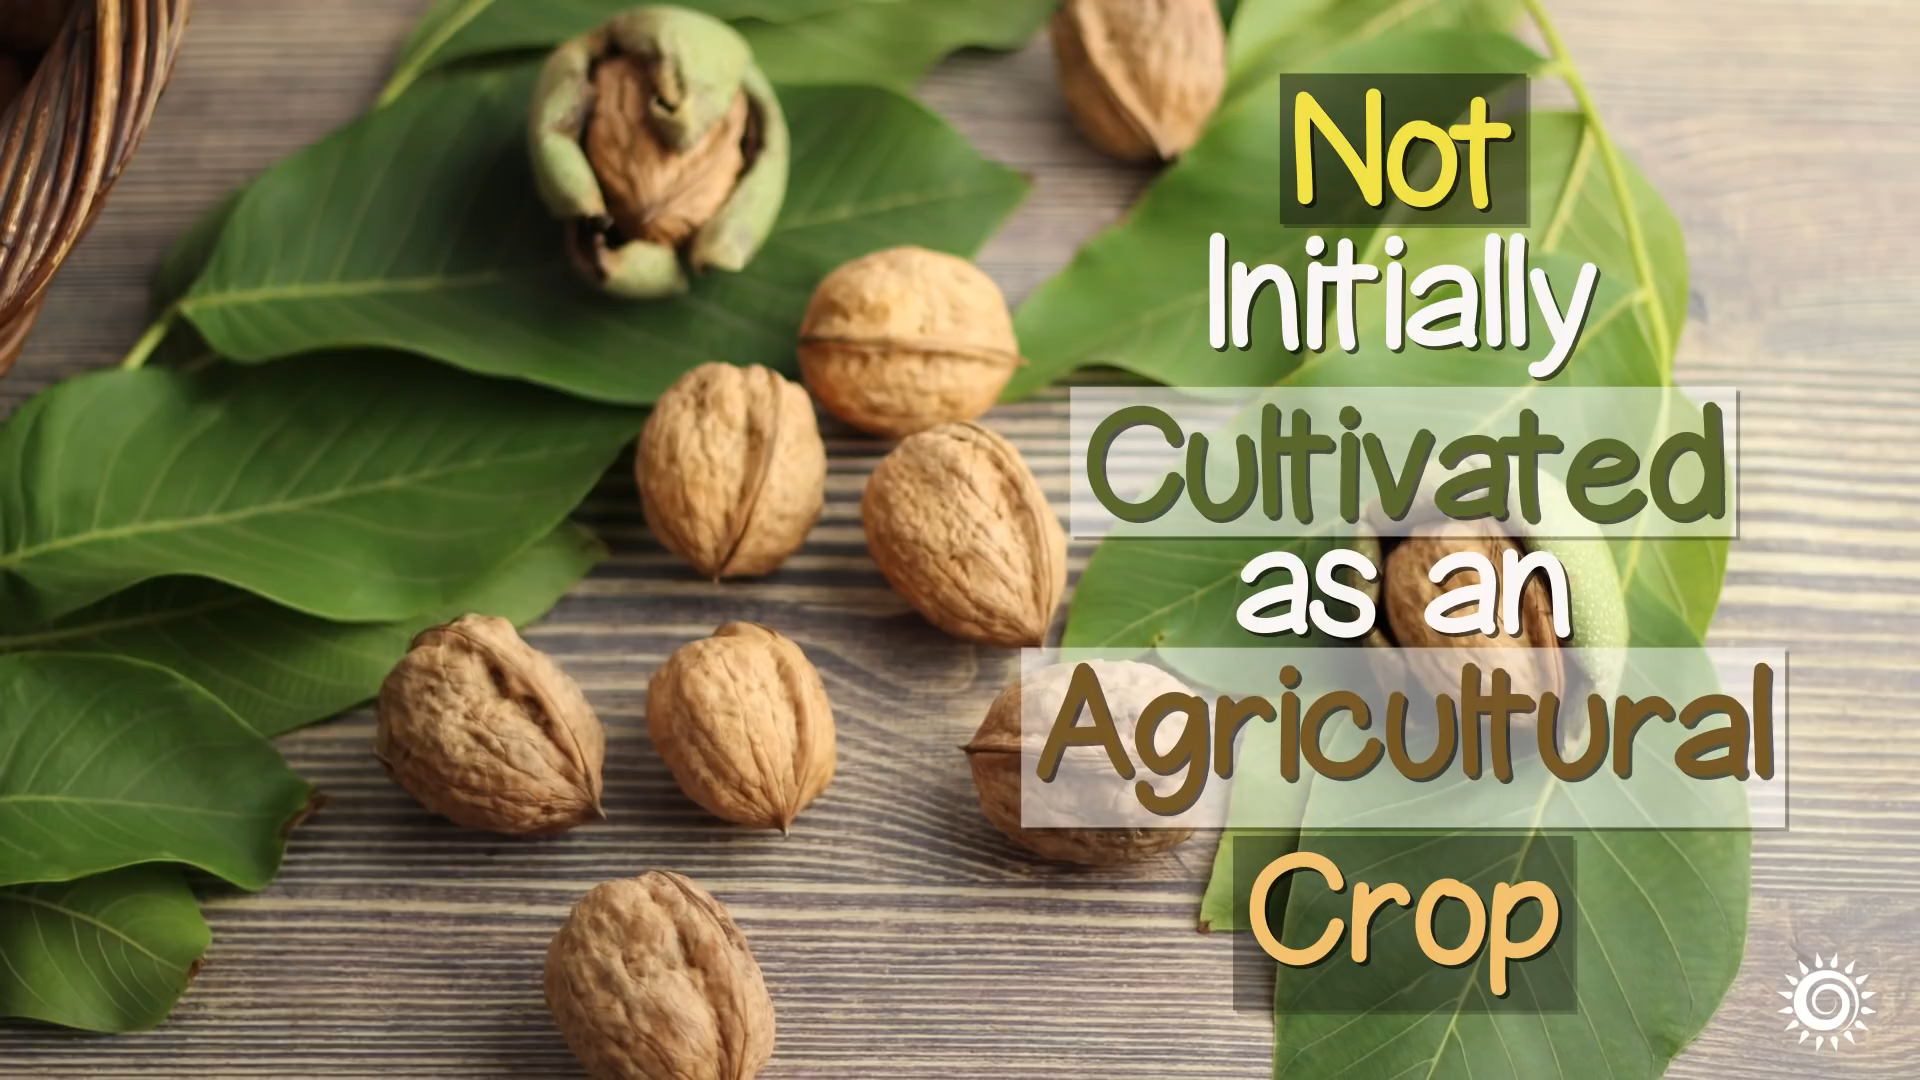 Not
Initially
Cultivated
as an
Agricultural
Crop